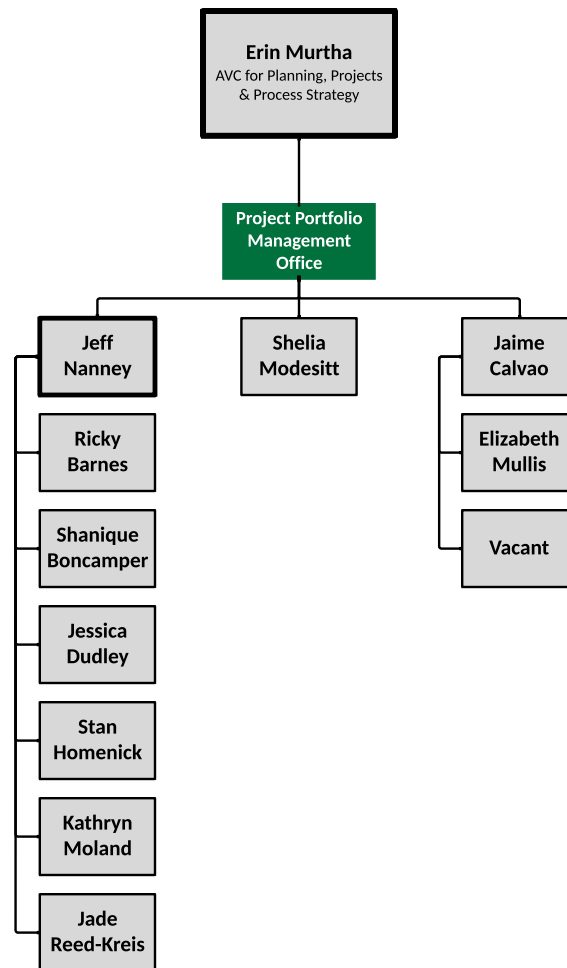 Erin Murtha
AVC for Planning, Projects
& Process Strategy
Project Portfolio
Management
Office
Jeff
Nanney
Ricky
Barnes
Shanique
Boncamper
Jessica
Dudley
Stan
Homenick
Kathryn
Moland
Jade
Reed-Kreis
Shelia
Modesitt
Jaime
Calvao
Elizabeth
Mullis
Vacant